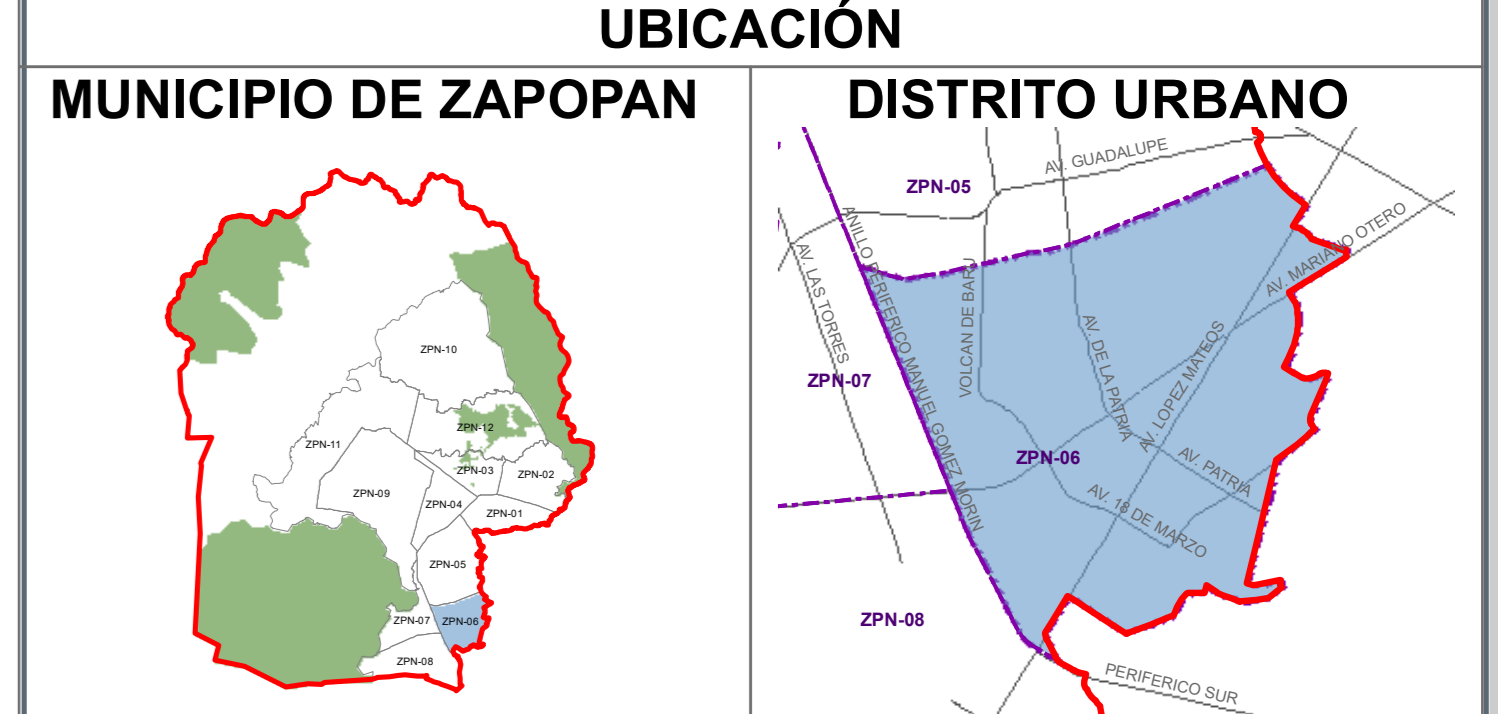 UBICACIÓN
MUNICIPIO DE ZAPOPAN
ZPN-10
ZPN-12
ZPN-11
ZPN-03
ZPN-02
ZPN-09
ZPN-04
ZPN-01
ZPN-05
ZPN-07
ZPN-06
ZPN-08
DISTRITO URBANO
AV. GUADALUPE
ZPN-05
ANILLO PERIFERICO MANUEL GOMEZ MORIN
AV. MARIANO OTERO
AV. LAS TORRES
VOLCAN DE BARU
AV. DE LA PATRIA
AV. LOPEZ MATEOS
ZPN-07
ZPN-06
AV. PATRIA
AV. 18 DE MARZO
ZPN-08
PERIFERICO SUR